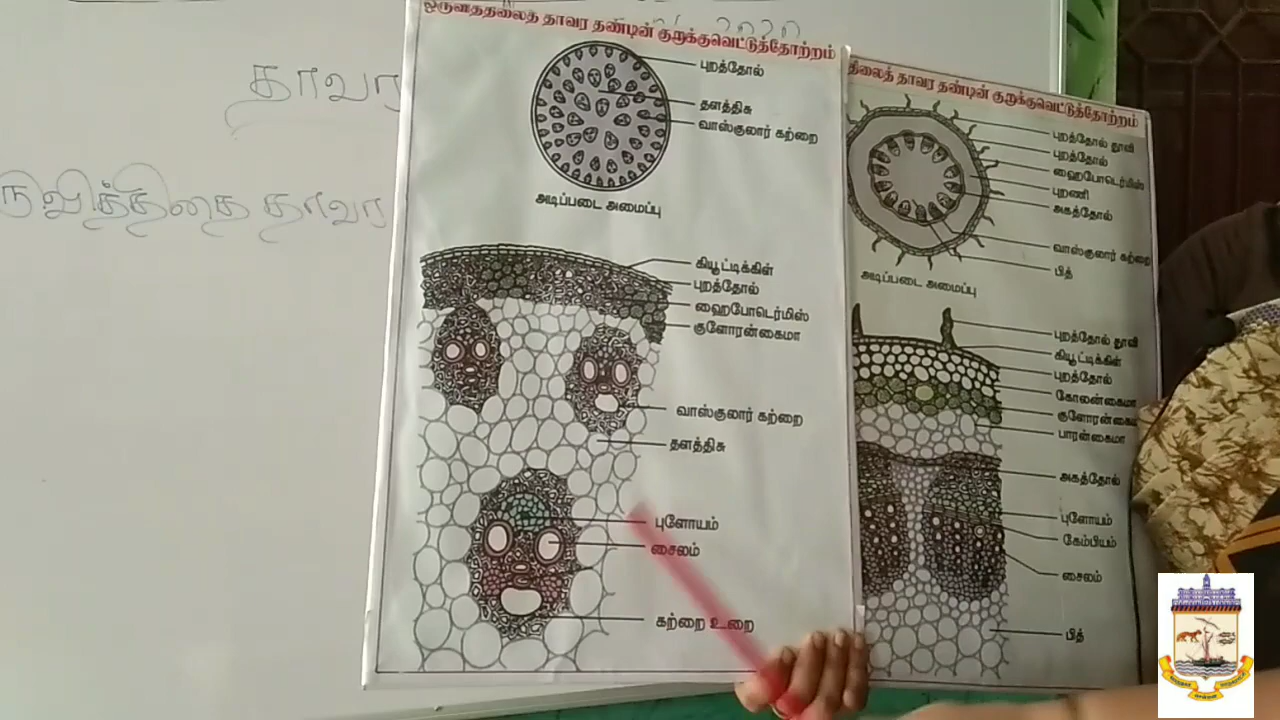 2020
தாவர
ருவித்திலை தாவர
ஒருவித்திலைத் தாவர தண்டின் குறுக்குவெட்டுத்தோற்றம்
புறத்தோல்
தளத்திசு
வாஸ்குலார் கற்றை
அடிப்படை அமைப்பு
கியூட்டிக்கிள்
புறத்தோல்
ஹைபோடெர்மிஸ்
குளோரன்கைமா
வாஸ்குலார் கற்றை
தளத்திசு
புளோயம்
சைலம்
கற்றை உறை
திலைத் தாவர தண்டின் குறுக்குவெட்டுத்தோற்றம்
புறத்தோல் தூவி
புறத்தோல்
ஹைபோடெர்மிஸ்
புறணி
அகத்தோல்
வாஸ்குலார் கற்றை
பித்
அடிப்படை அமைப்பு
புறத்தோல் தூவி
கியூட்டிக்கிள்
புறத்தோல்
கோலன்கைமா
குளோரன்கைமா
பாரன்கைமா
அகத்தோல்
புளோயம்
கேம்பியம்
சைலம்
பித்